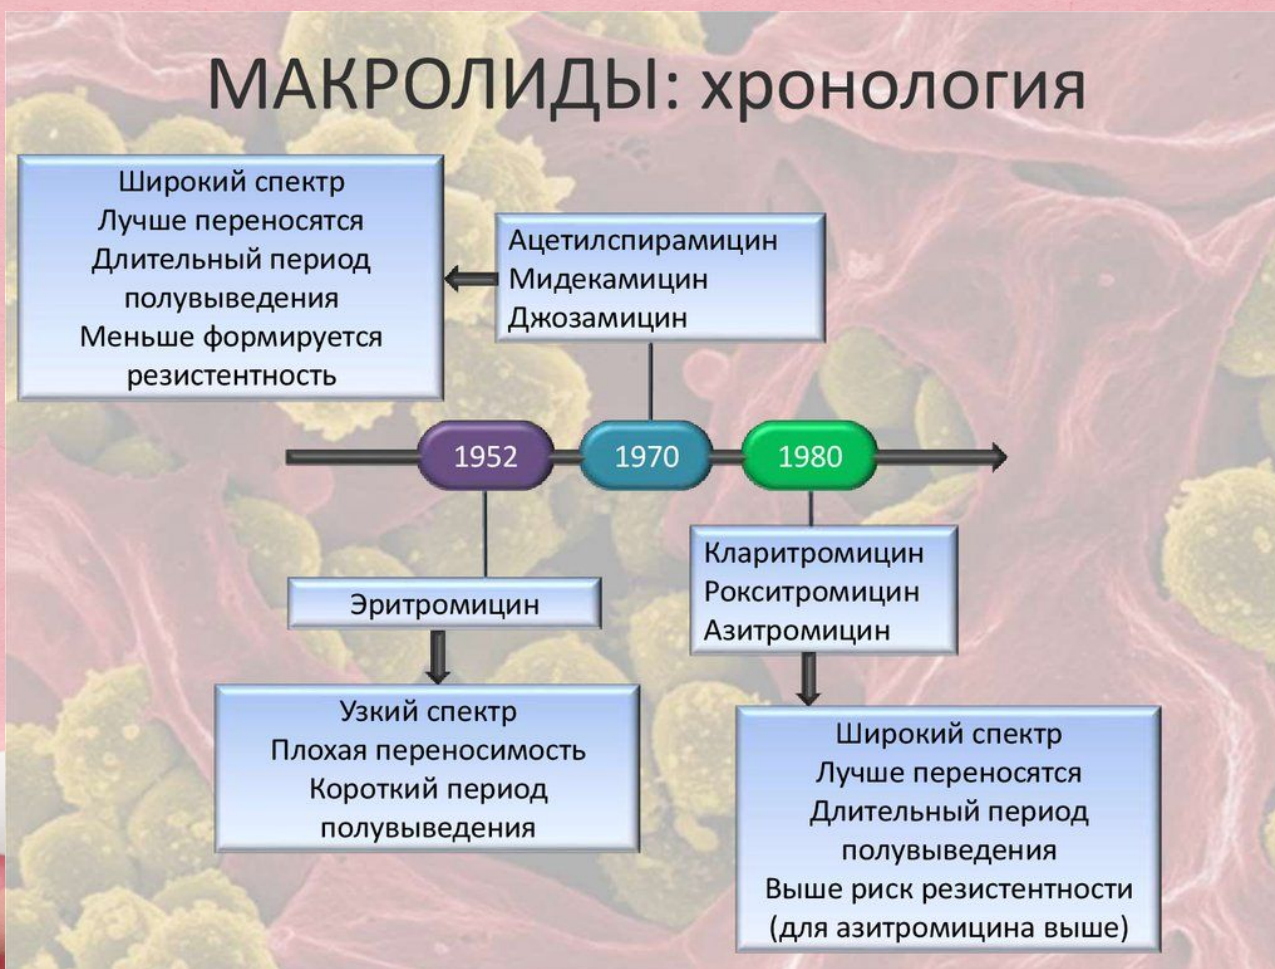 МАКРОЛИДЫ: хронология
Широкий спектр
Лучше переносятся
Длительный период
полувыведения
Меньше формируется
резистентность
Ацетилспирамицин
Мидекамицин
Джозамицин
1952
1970
1980
Эритромицин
Узкий спектр
Плохая переносимость
Короткий период
полувыведения
Кларитромицин
Рокситромицин
Азитромицин
Широкий спектр
Лучше переносятся
Длительный период
полувыведения
Выше риск резистентности
(для азитромицина выше)